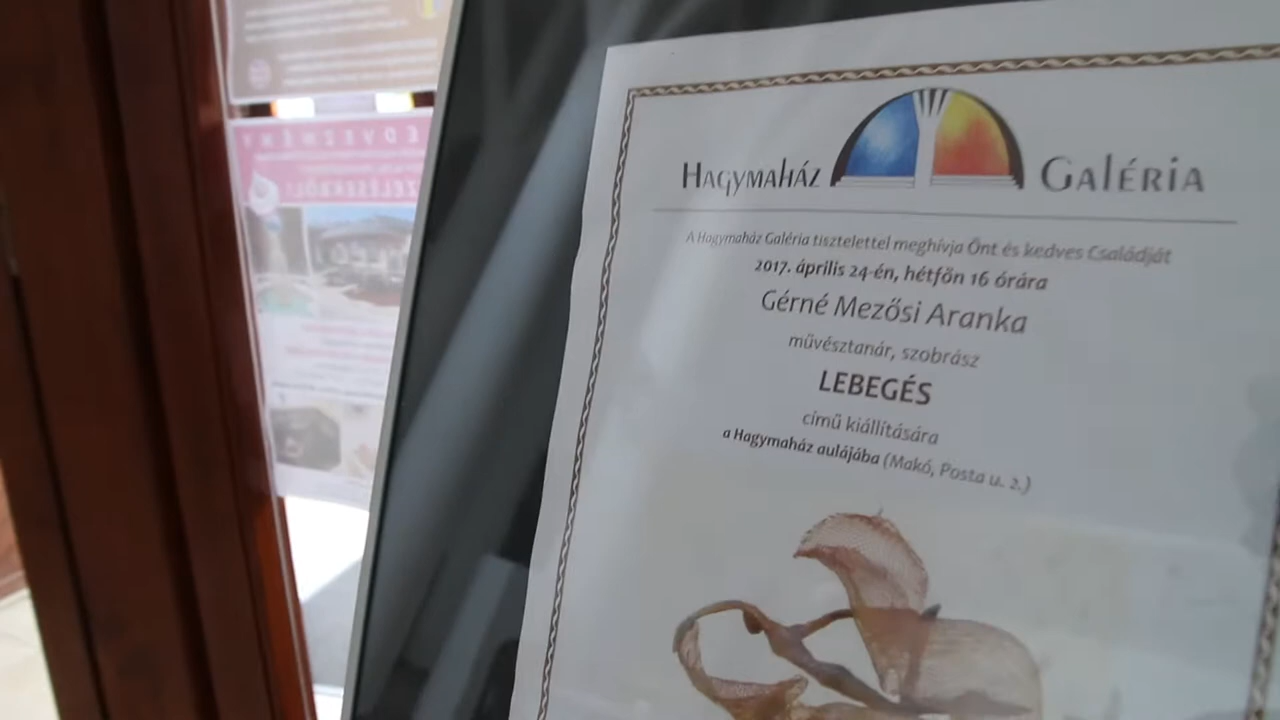 Hagymaház Galéria
A Hagymaház Galéria tisztelettel meghívja Önt és kedves Családját
2017. április 24-én, hétfőn 16 órára
Gérné Mezősi Aranka
művésztanár, szobrász
LEBEGÉS
című kiállítására
a Hagymaház aulájába (Makó, Posta u. 2.)